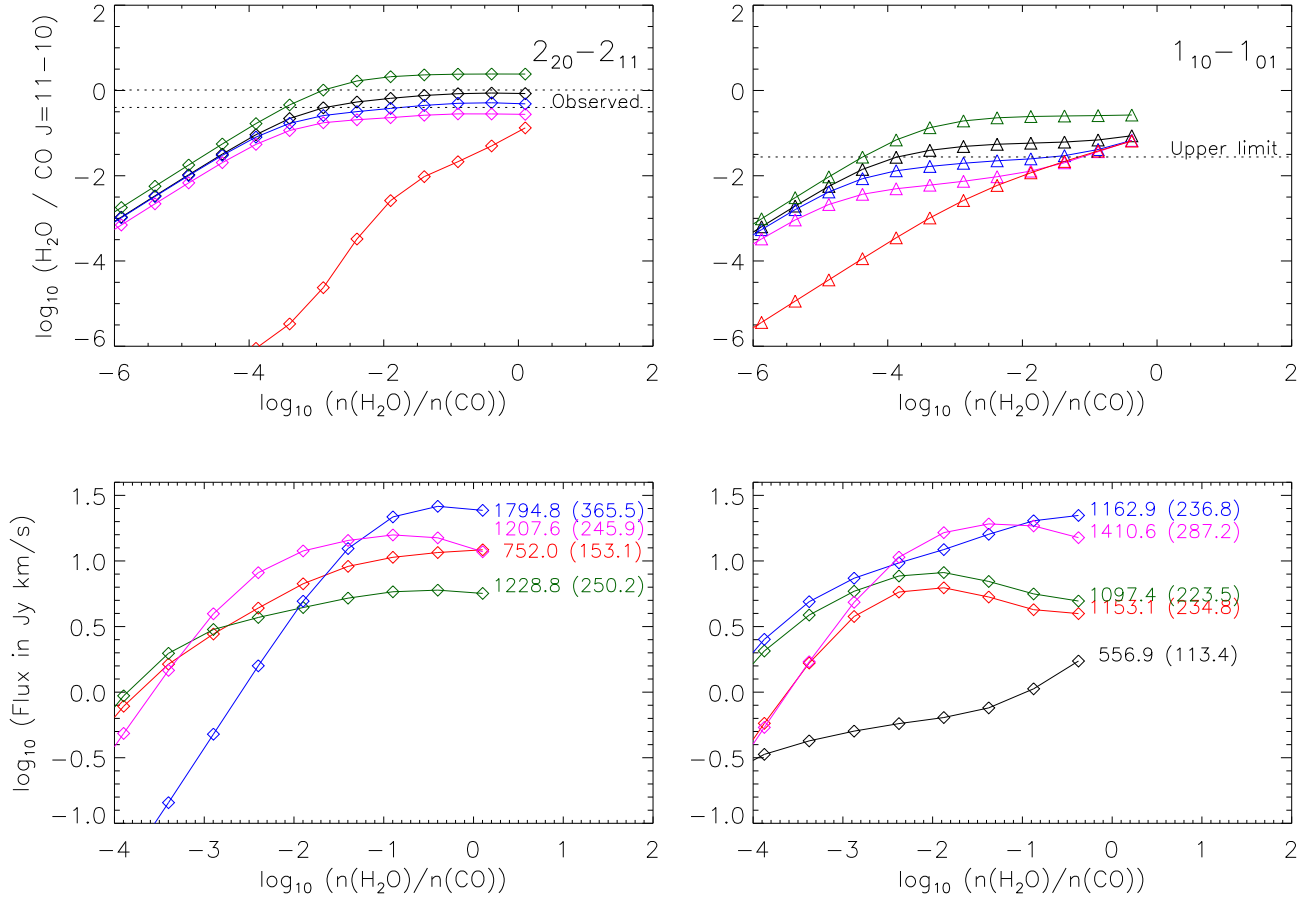 2₂₀−2₁₁
Observed
log₁₀ (H₂O / CO J=11−10)
2
0
−2
−4
−6
−6 −4 −2 0 2
log₁₀ (n(H₂O)/n(CO))
1₁₀−1₀₁
Upper limit
2
0
−2
−4
−6
−6 −4 −2 0 2
log₁₀ (n(H₂O)/n(CO))
1794.8 (365.5)
1207.6 (245.9)
752.0 (153.1)
1228.8 (250.2)
log₁₀ (Flux in Jy km/s)
1.5
1.0
0.5
0.0
−0.5
−1.0
−4 −3 −2 −1 0 1 2
log₁₀ (n(H₂O)/n(CO))
1162.9 (236.8)
1410.6 (287.2)
1097.4 (223.5)
1153.1 (234.8)
556.9 (113.4)
1.5
1.0
0.5
0.0
−0.5
−1.0
−4 −3 −2 −1 0 1 2
log₁₀ (n(H₂O)/n(CO))